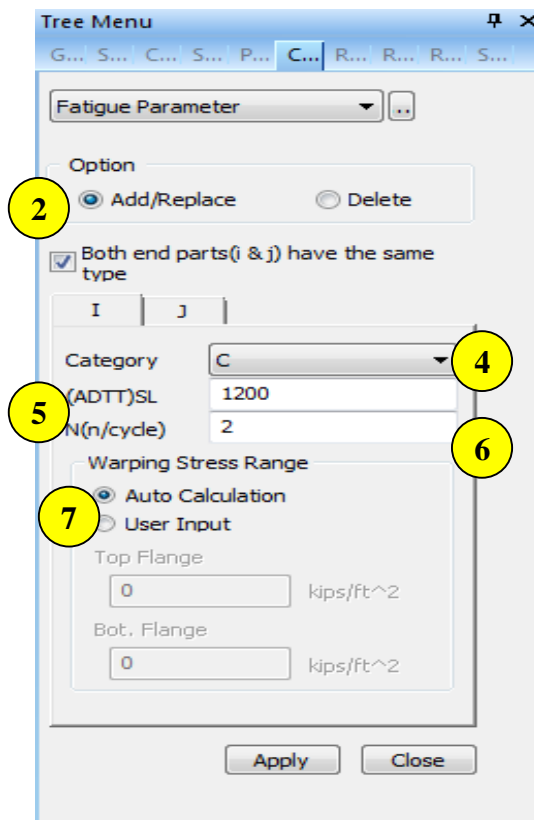 Tree Menu
G... S... C... S... P... C... R... R... R... S...
Fatigue Parameter ..
Option
2 Add/Replace Delete
Both end parts(i & j) have the same
type
I J
Category C 4
(ADTT)SL 1200
5
N(n/cycle) 2
6
Warping Stress Range
Auto Calculation
7
User Input
Top Flange
0 kips/ft^2
Bot. Flange
0 kips/ft^2
Apply Close